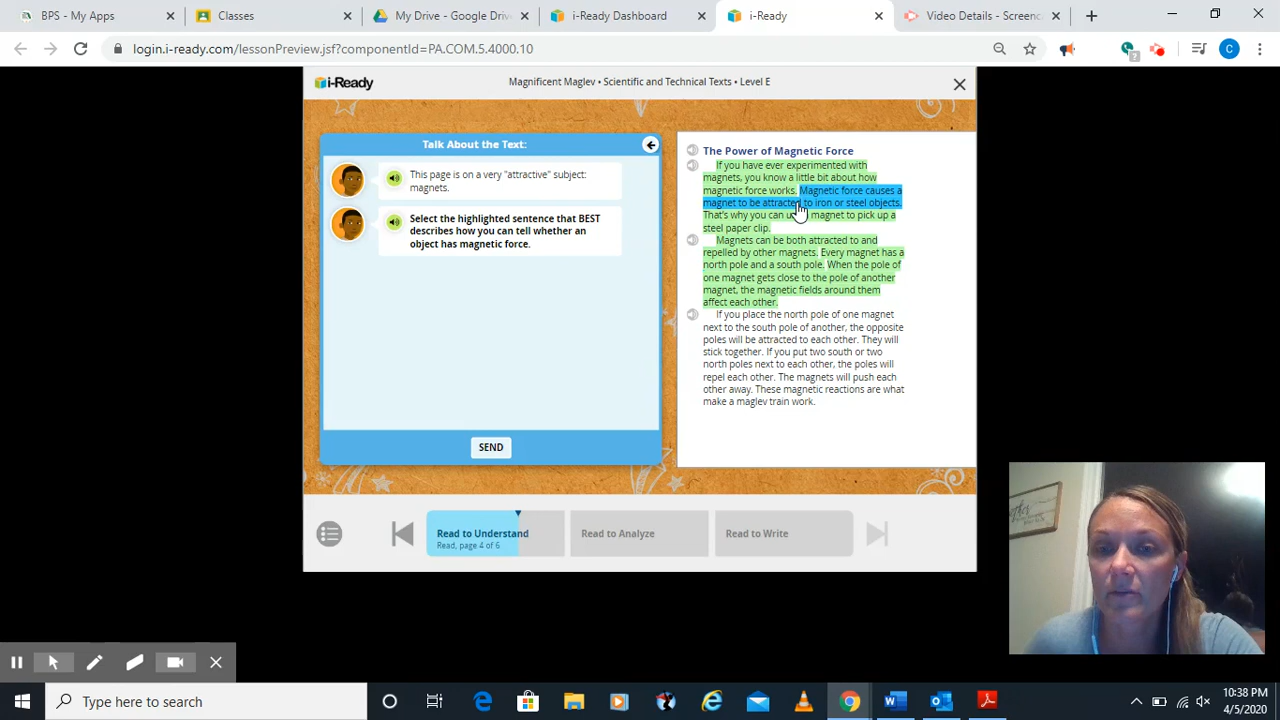 BPS - My Apps
Classes
My Drive - Google Drive
i-Ready Dashboard
i-Ready
Video Details - Screenc
login.i-ready.com/lessonPreview.jsf?componentId=PA.COM.5.4000.10
C
i-Ready
Magnificent Maglev • Scientific and Technical Texts • Level E
Talk About the Text:
This page is on a very "attractive" subject:
magnets.
Select the highlighted sentence that BEST
describes how you can tell whether an
object has magnetic force.
SEND
The Power of Magnetic Force
If you have ever experimented with
magnets, you know a little bit about how
magnetic force works. Magnetic force causes a
magnet to be attracted to iron or steel objects.
That's why you can magnet to pick up a
steel paper clip.
Magnets can be both attracted to and
repelled by other magnets. Every magnet has a
north pole and a south pole. When the pole of
one magnet gets close to the pole of another
magnet, the magnetic fields around them
affect each other.
If you place the north pole of one magnet
next to the south pole of another, the opposite
poles will be attracted to each other. They will
stick together. If you put two south or two
north poles next to each other, the poles will
repel each other. The magnets will push each
other away. These magnetic reactions are what
make a maglev train work.
Read to Understand
Read, page 4 of 6
Read to Analyze
Read to Write
Type here to search
10:38 PM
4/5/2020